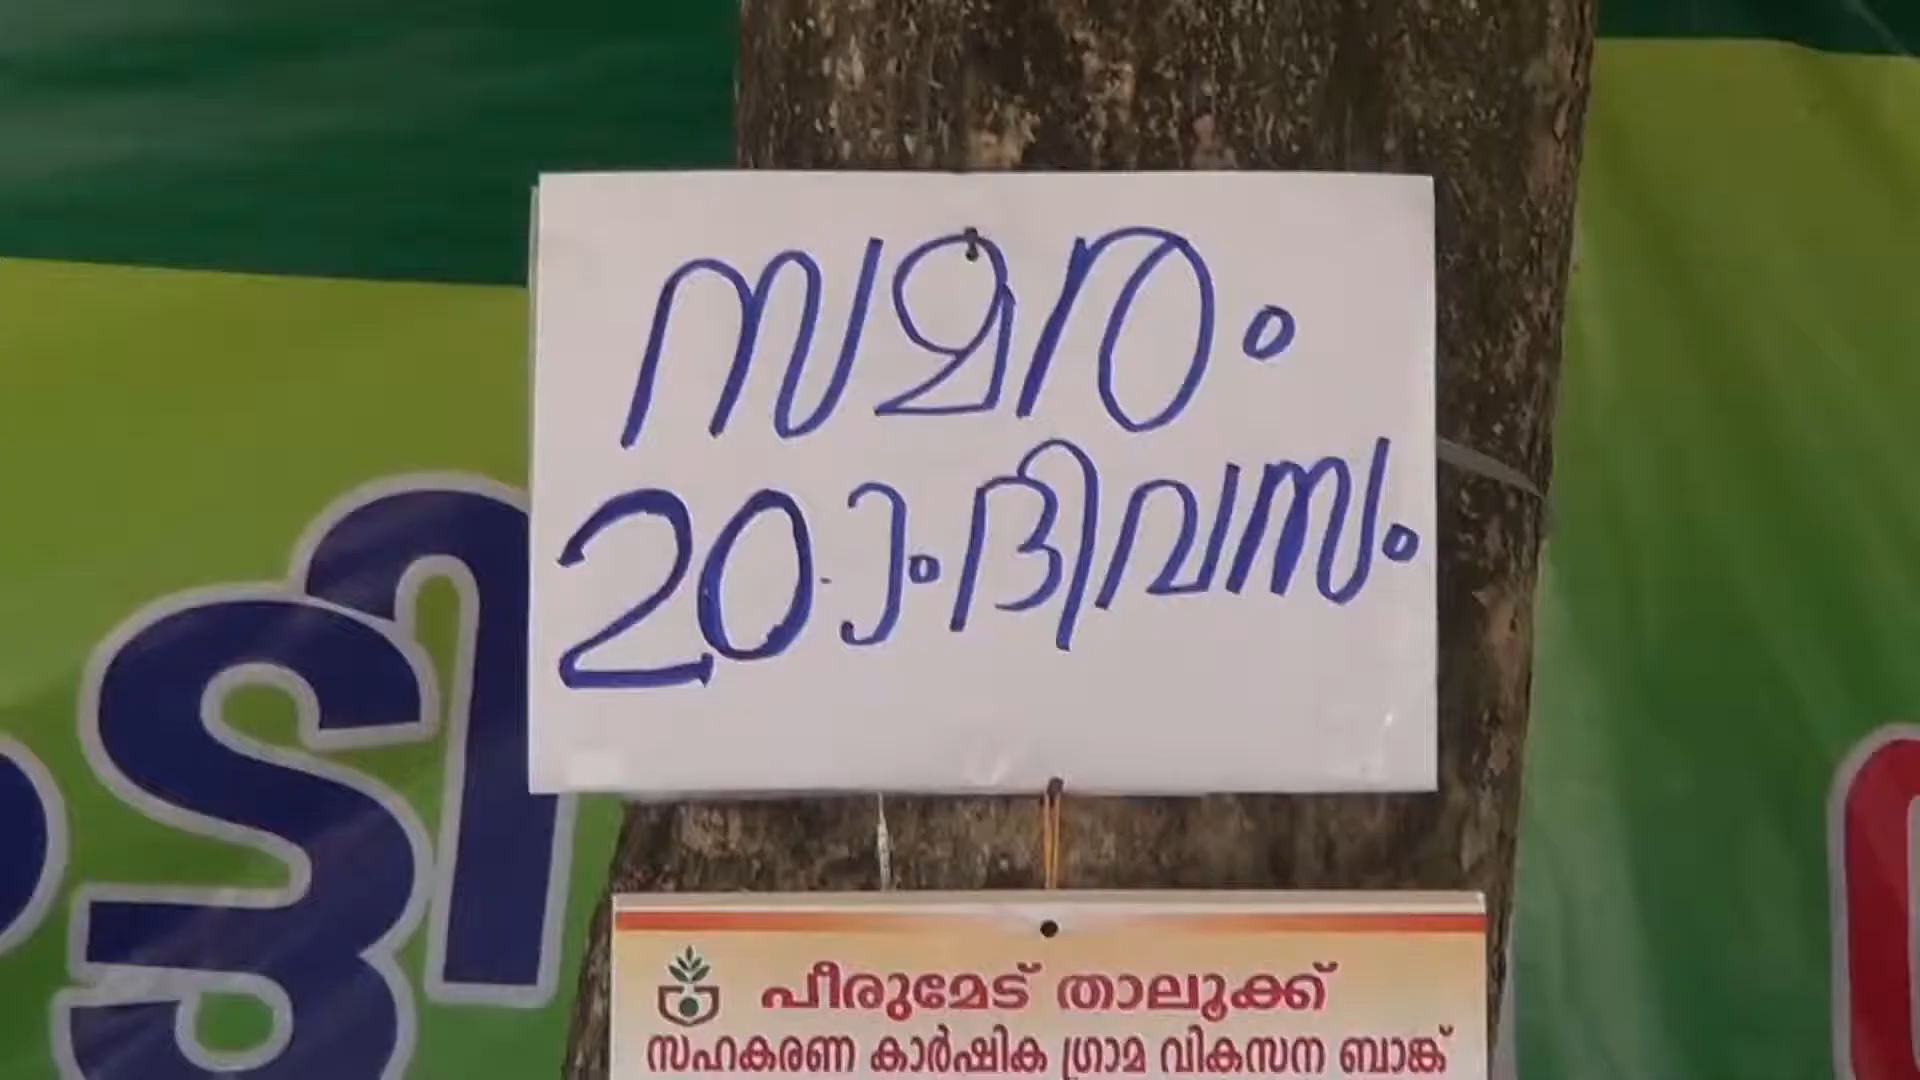 സമരം
20-ാം ദിവസം
പീരുമേട് താലൂക്ക്
സഹകരണ കാർഷിക ഗ്രാമ വികസന ബാങ്ക്